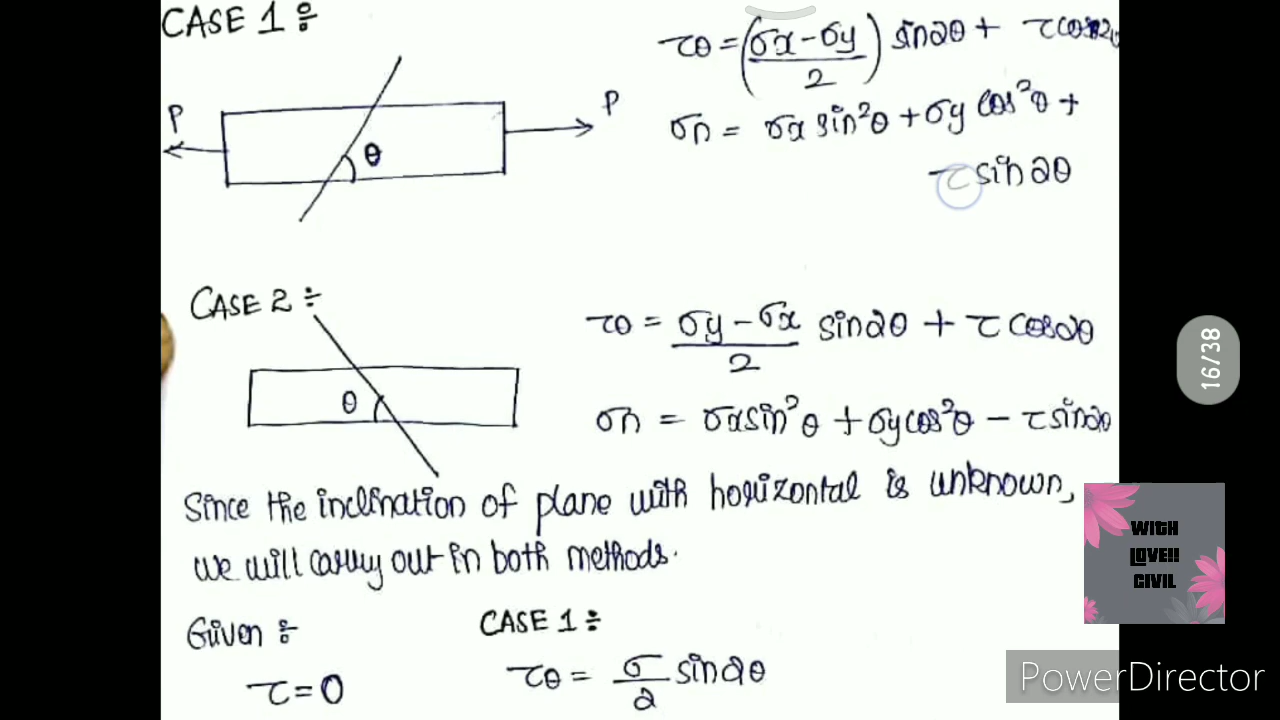 CASE 1 ÷
τθ = (σx - σy / 2) sin2θ + τcos2θ
P
P
θ
σn = σx sin²θ + σy cos²θ +
τ sin2θ
CASE 2 ÷
τθ = σy - σx / 2 sin2θ + τ cos2θ
θ
σn = σx sin²θ + σy cos²θ - τ sin2θ
16/38
Since the inclination of plane with horizontal is unknown,
we will carry out in both methods.
WITH
LOVE!!
CIVIL
Given ÷
CASE 1 ÷
τ = 0
τθ = σ / 2 sin2θ
PowerDirector